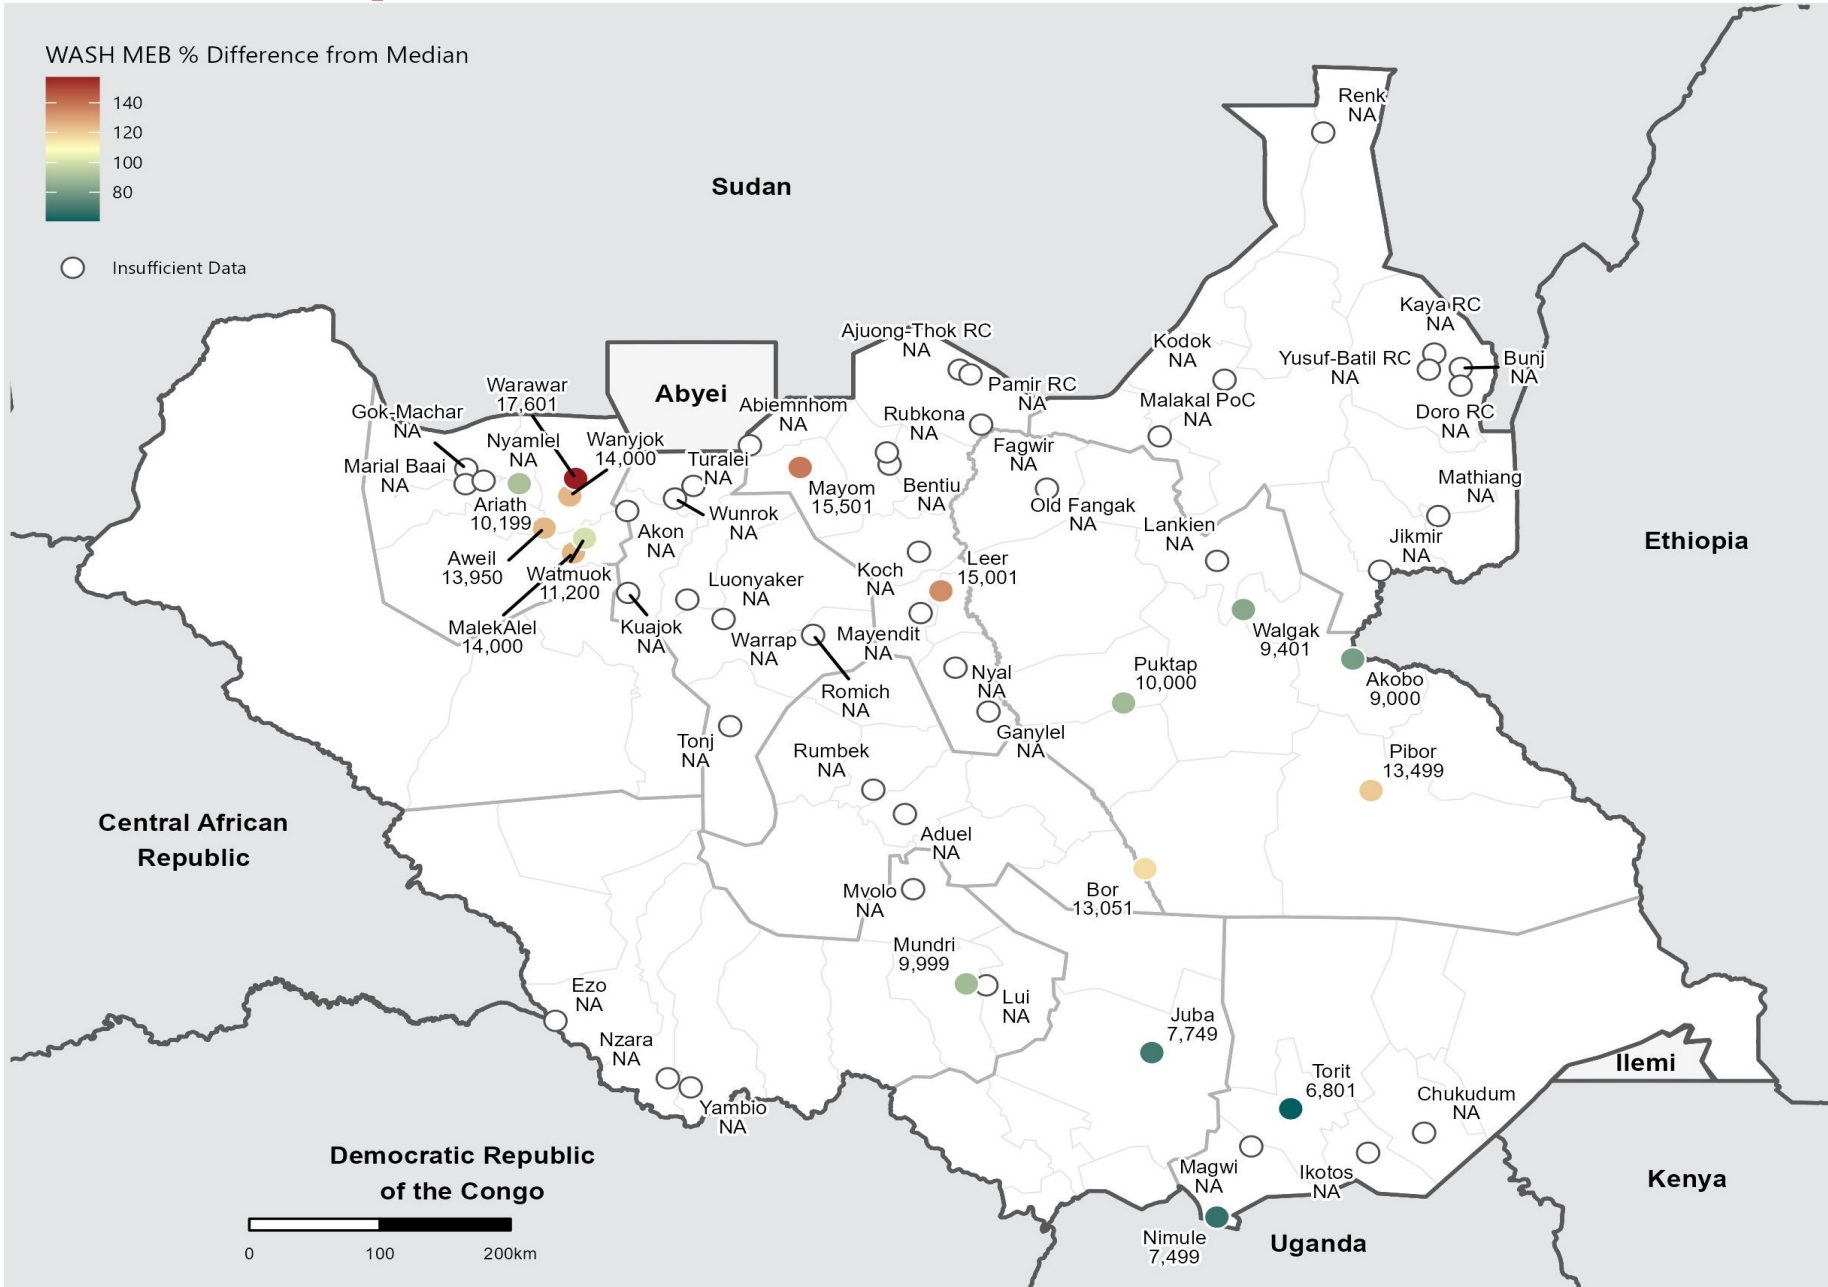 WASH MEB % Difference from Median
140
120
100
80
Insufficient Data
Sudan
Renk
NA
Kaya RC
NA
Ajuong-Thok RC
NA
Kodok
NA
Yusuf-Batil RC
NA
Bunj
NA
Pamir RC
NA
Malakal PoC
NA
Doro RC
NA
Abyei
Abiemnhom
NA
Rubkona
NA
Warawar
17,601
Gok-Machar
NA
Nyamlel
NA
Wanyjok
14,000
Turalei
NA
Fagwir
NA
Marial Baai
NA
Mayom
15,501
Bentiu
NA
Old Fangak
NA
Mathiang
NA
Ariath
10,199
Wunrok
NA
Akon
NA
Lankien
NA
Jikmir
NA
Ethiopia
Aweil
13,950
Watmuok
11,200
Luonyaker
NA
Koch
NA
Leer
15,001
MalekAlel
14,000
Kuajok
NA
Warrap
NA
Mayendit
NA
Walgak
9,401
Romich
NA
Nyal
NA
Puktap
10,000
Akobo
9,000
Tonj
NA
Rumbek
NA
Ganylel
NA
Pibor
13,499
Central African
Republic
Aduel
NA
Mvolo
NA
Bor
13,051
Mundri
9,999
Ezo
NA
Lui
NA
Juba
7,749
Nzara
NA
Yambio
NA
Torit
6,801
Chukudum
NA
Ilemi
Democratic Republic
of the Congo
Magwi
NA
Ikotos
NA
Kenya
Nimule
7,499
Uganda
0
100
200km